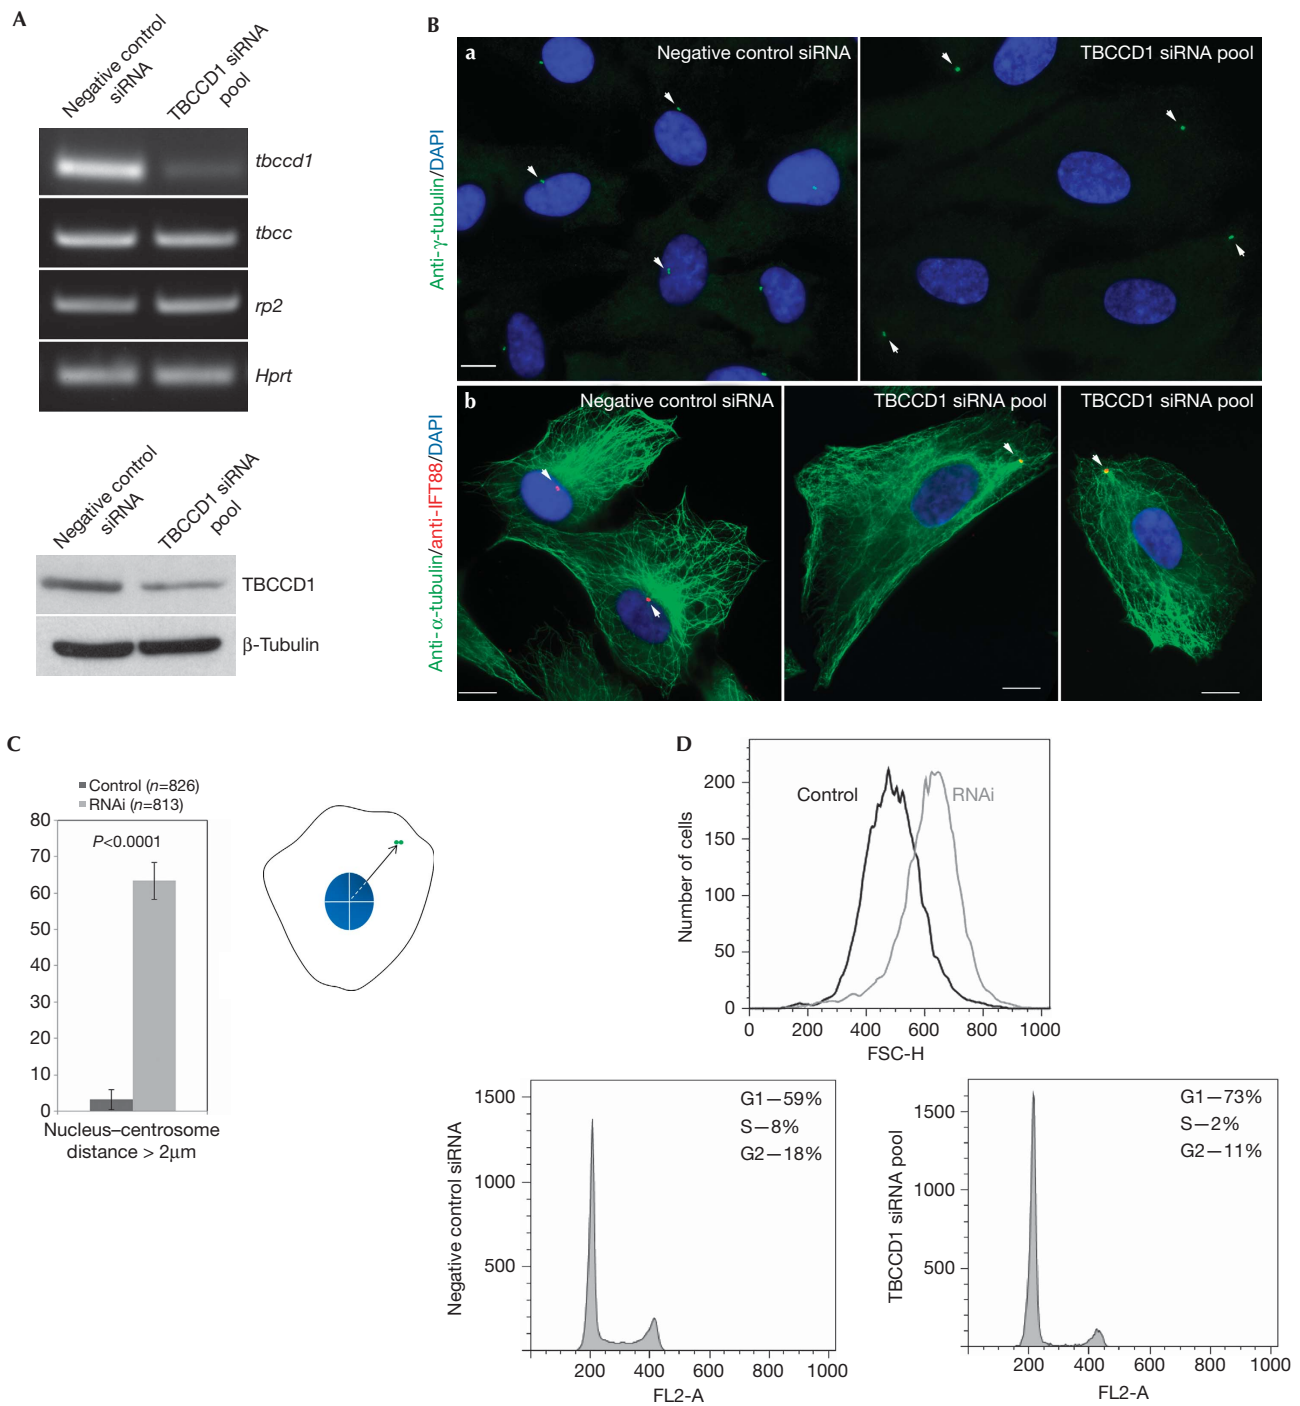 A
Negative control
siRNA
TBCCD1 siRNA
pool
tbccd1
tbcc
rp2
Hprt
Negative control
siRNA
TBCCD1 siRNA
pool
TBCCD1
β-Tubulin
B
Anti-γ-tubulin/DAPI
a
Negative control siRNA
TBCCD1 siRNA pool
Anti-α-tubulin/anti-IFT88/DAPI
b
Negative control siRNA
TBCCD1 siRNA pool
TBCCD1 siRNA pool
C
Control (n=826)
RNAi (n=813)
P<0.0001
80
70
60
50
40
30
20
10
0
Nucleus–centrosome
distance > 2μm
D
Number of cells
200
150
100
50
0
Control
RNAi
0 200 400 600 800 1000
FSC-H
Negative control siRNA
1500
1000
500
G1—59%
S—8%
G2—18%
200 400 600 800 1000
FL2-A
TBCCD1 siRNA pool
1500
1000
500
G1—73%
S—2%
G2—11%
200 400 600 800 1000
FL2-A